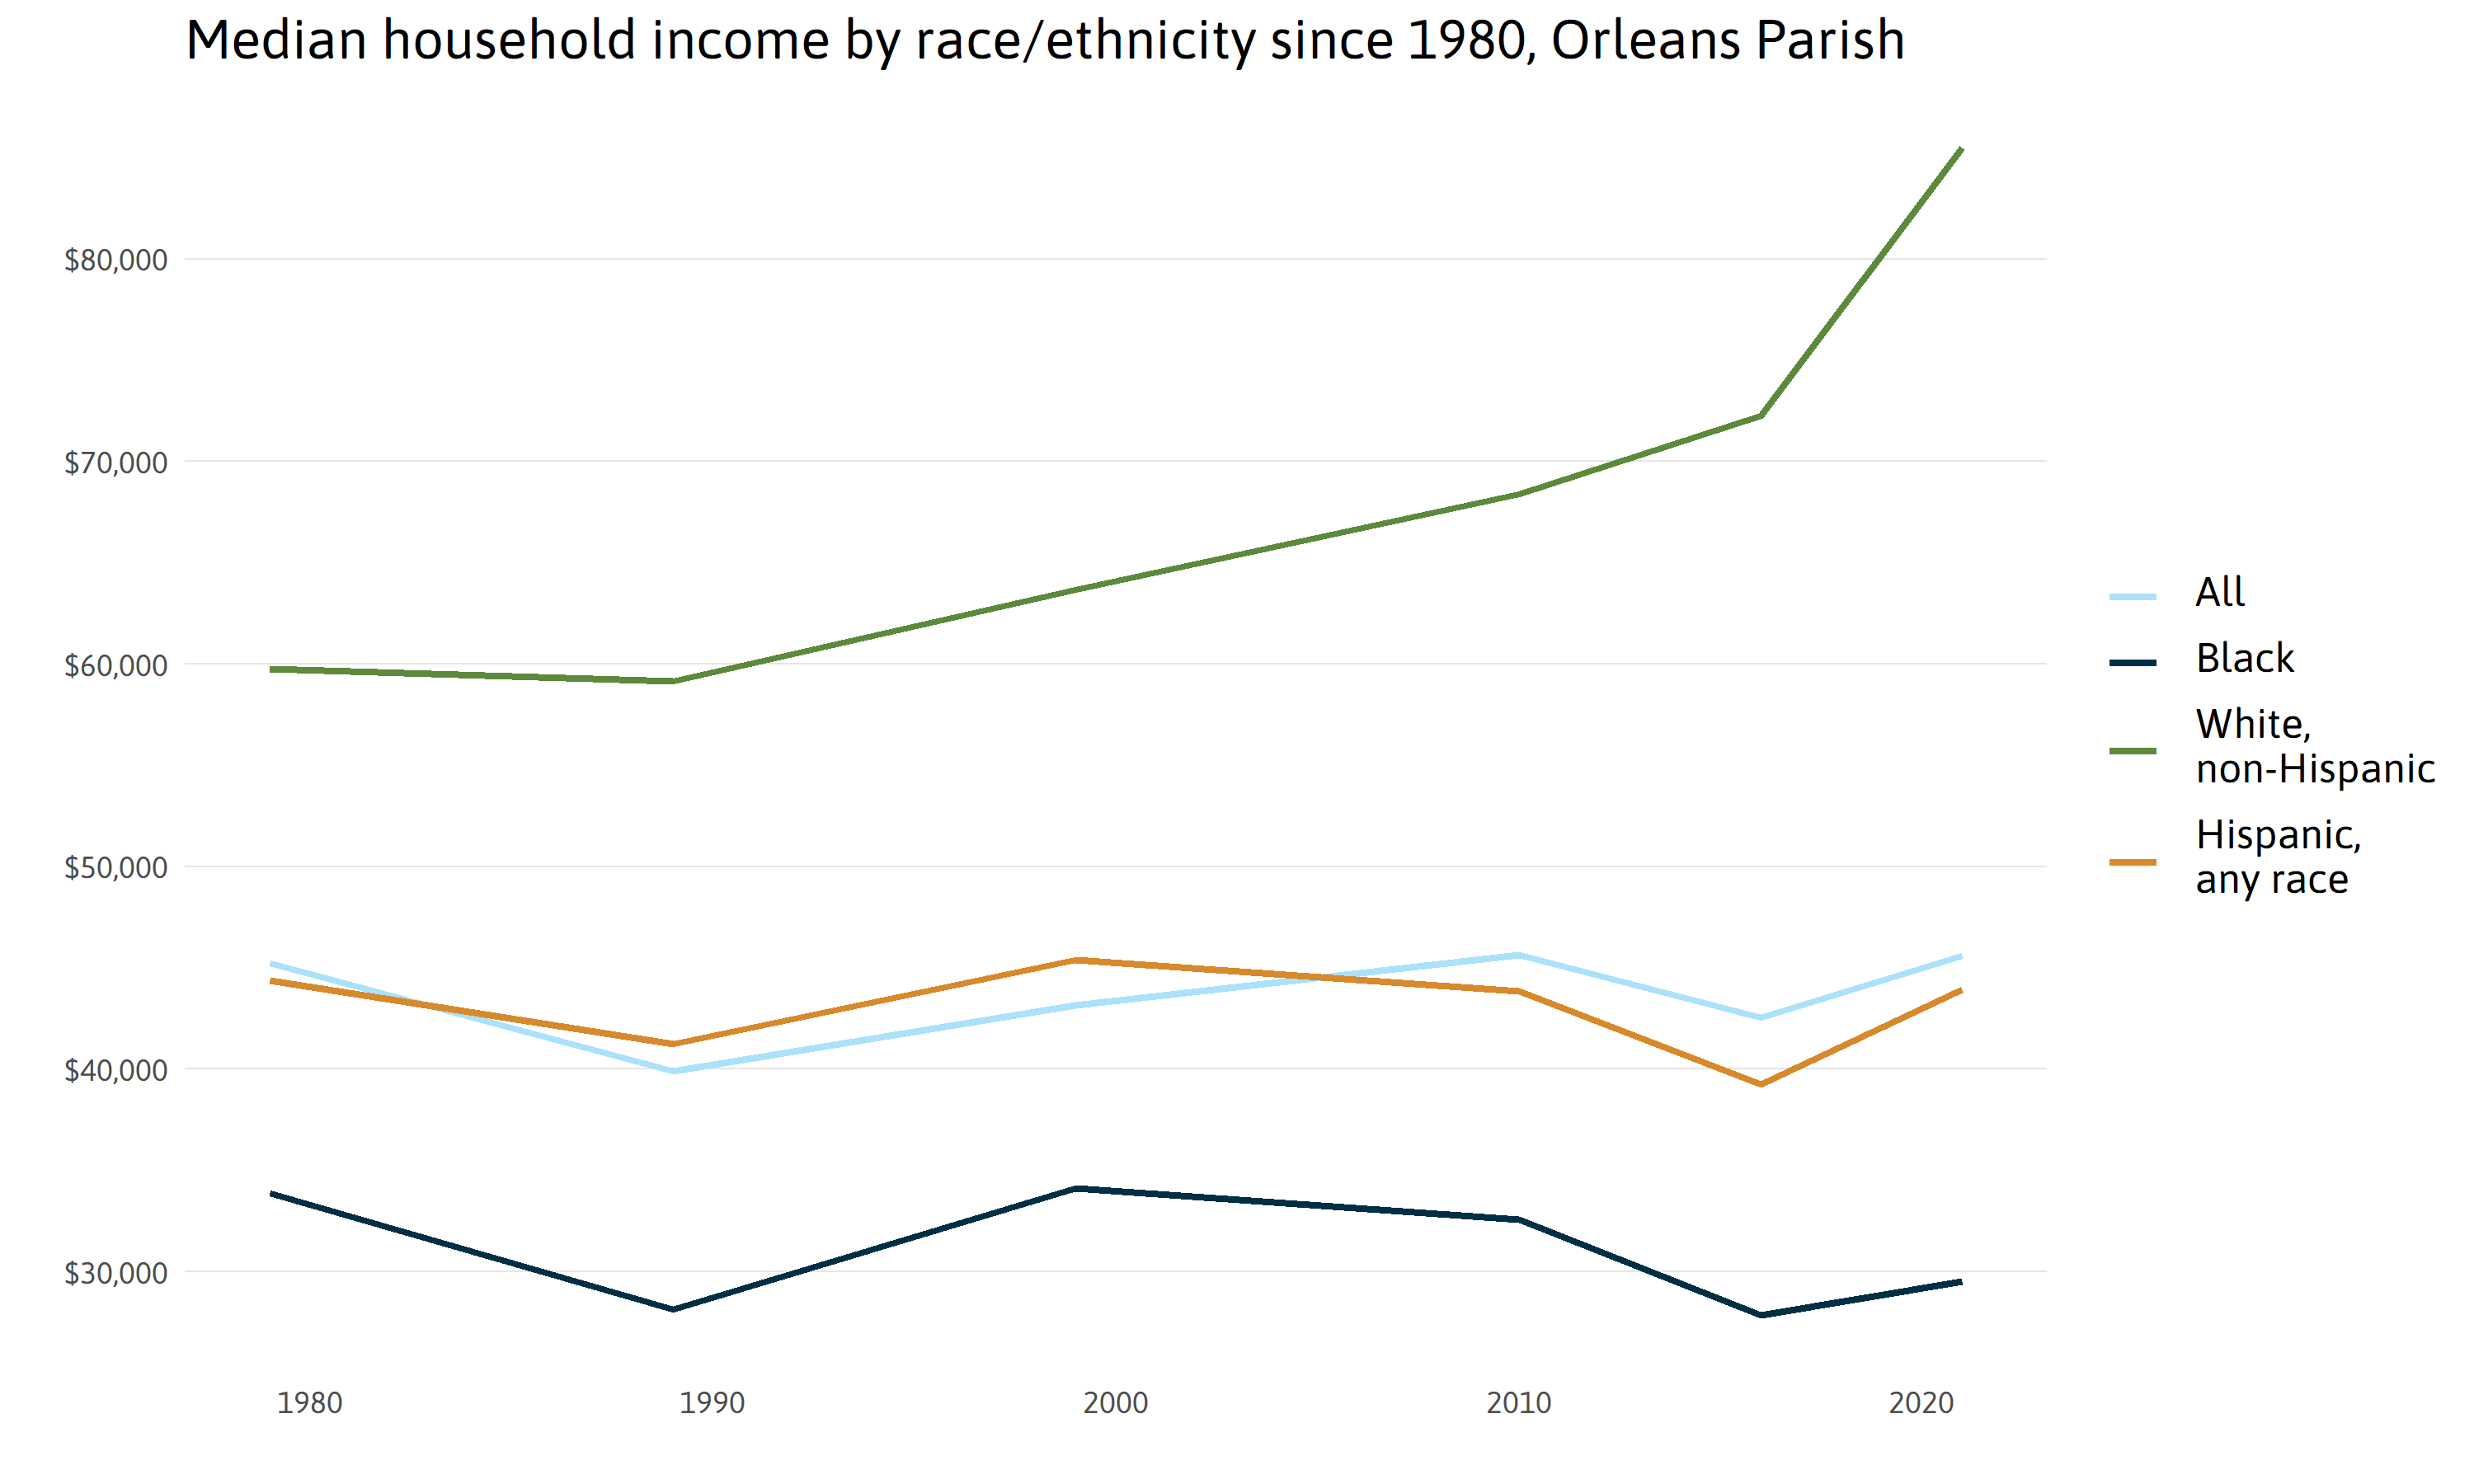 Median household income by race/ethnicity since 1980, Orleans Parish
$80,000
$70,000
$60,000
$50,000
$40,000
$30,000
1980 1990 2000 2010 2020
All
Black
White,
non-Hispanic
Hispanic,
any race